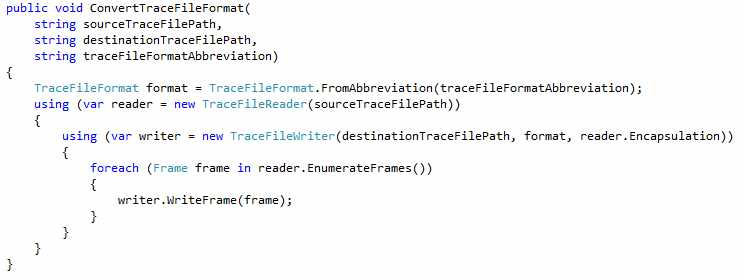 public void ConvertTraceFileFormat(
    string sourceTraceFilePath,
    string destinationTraceFilePath,
    string traceFileFormatAbbreviation)
{
    TraceFileFormat format = TraceFileFormat.FromAbbreviation(traceFileFormatAbbreviation);
    using (var reader = new TraceFileReader(sourceTraceFilePath))
    {
        using (var writer = new TraceFileWriter(destinationTraceFilePath, format, reader.Encapsulation))
        {
            foreach (Frame frame in reader.EnumerateFrames())
            {
                writer.WriteFrame(frame);
            }
        }
    }
}